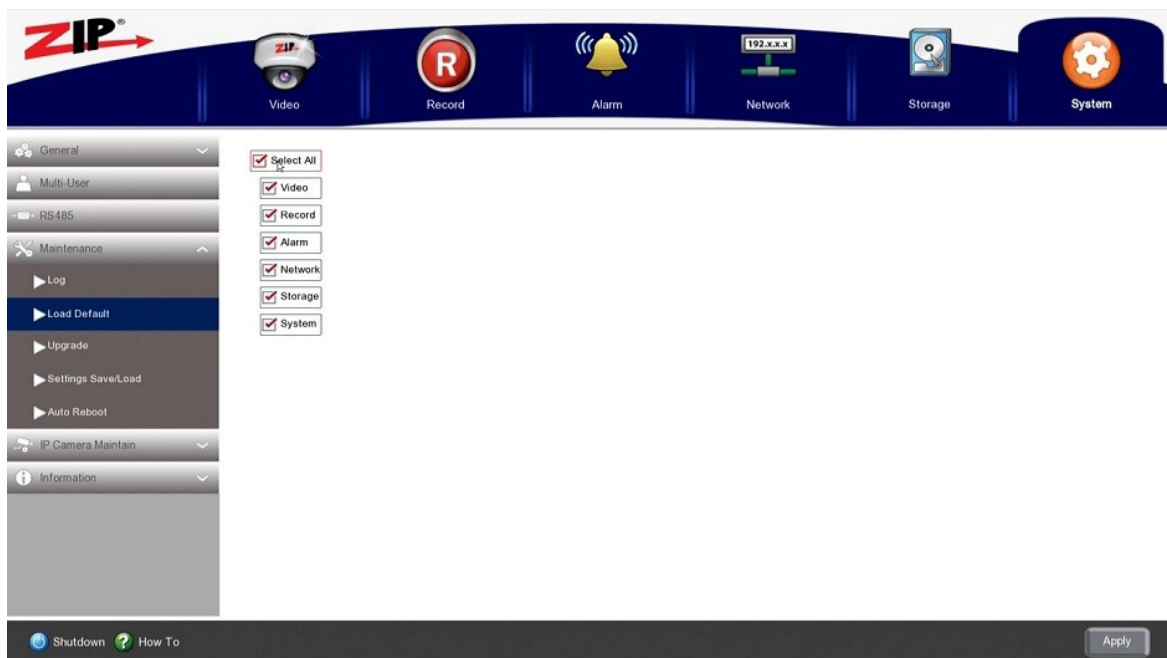 ZIP®
ZIP
R
192.x.x.x
Video
Record
Alarm
Network
Storage
System
General
Multi-User
RS485
Maintenance
Log
Load Default
Upgrade
Settings Save/Load
Auto Reboot
IP Camera Maintain
Information
Select All
Video
Record
Alarm
Network
Storage
System
Shutdown
How To
Apply